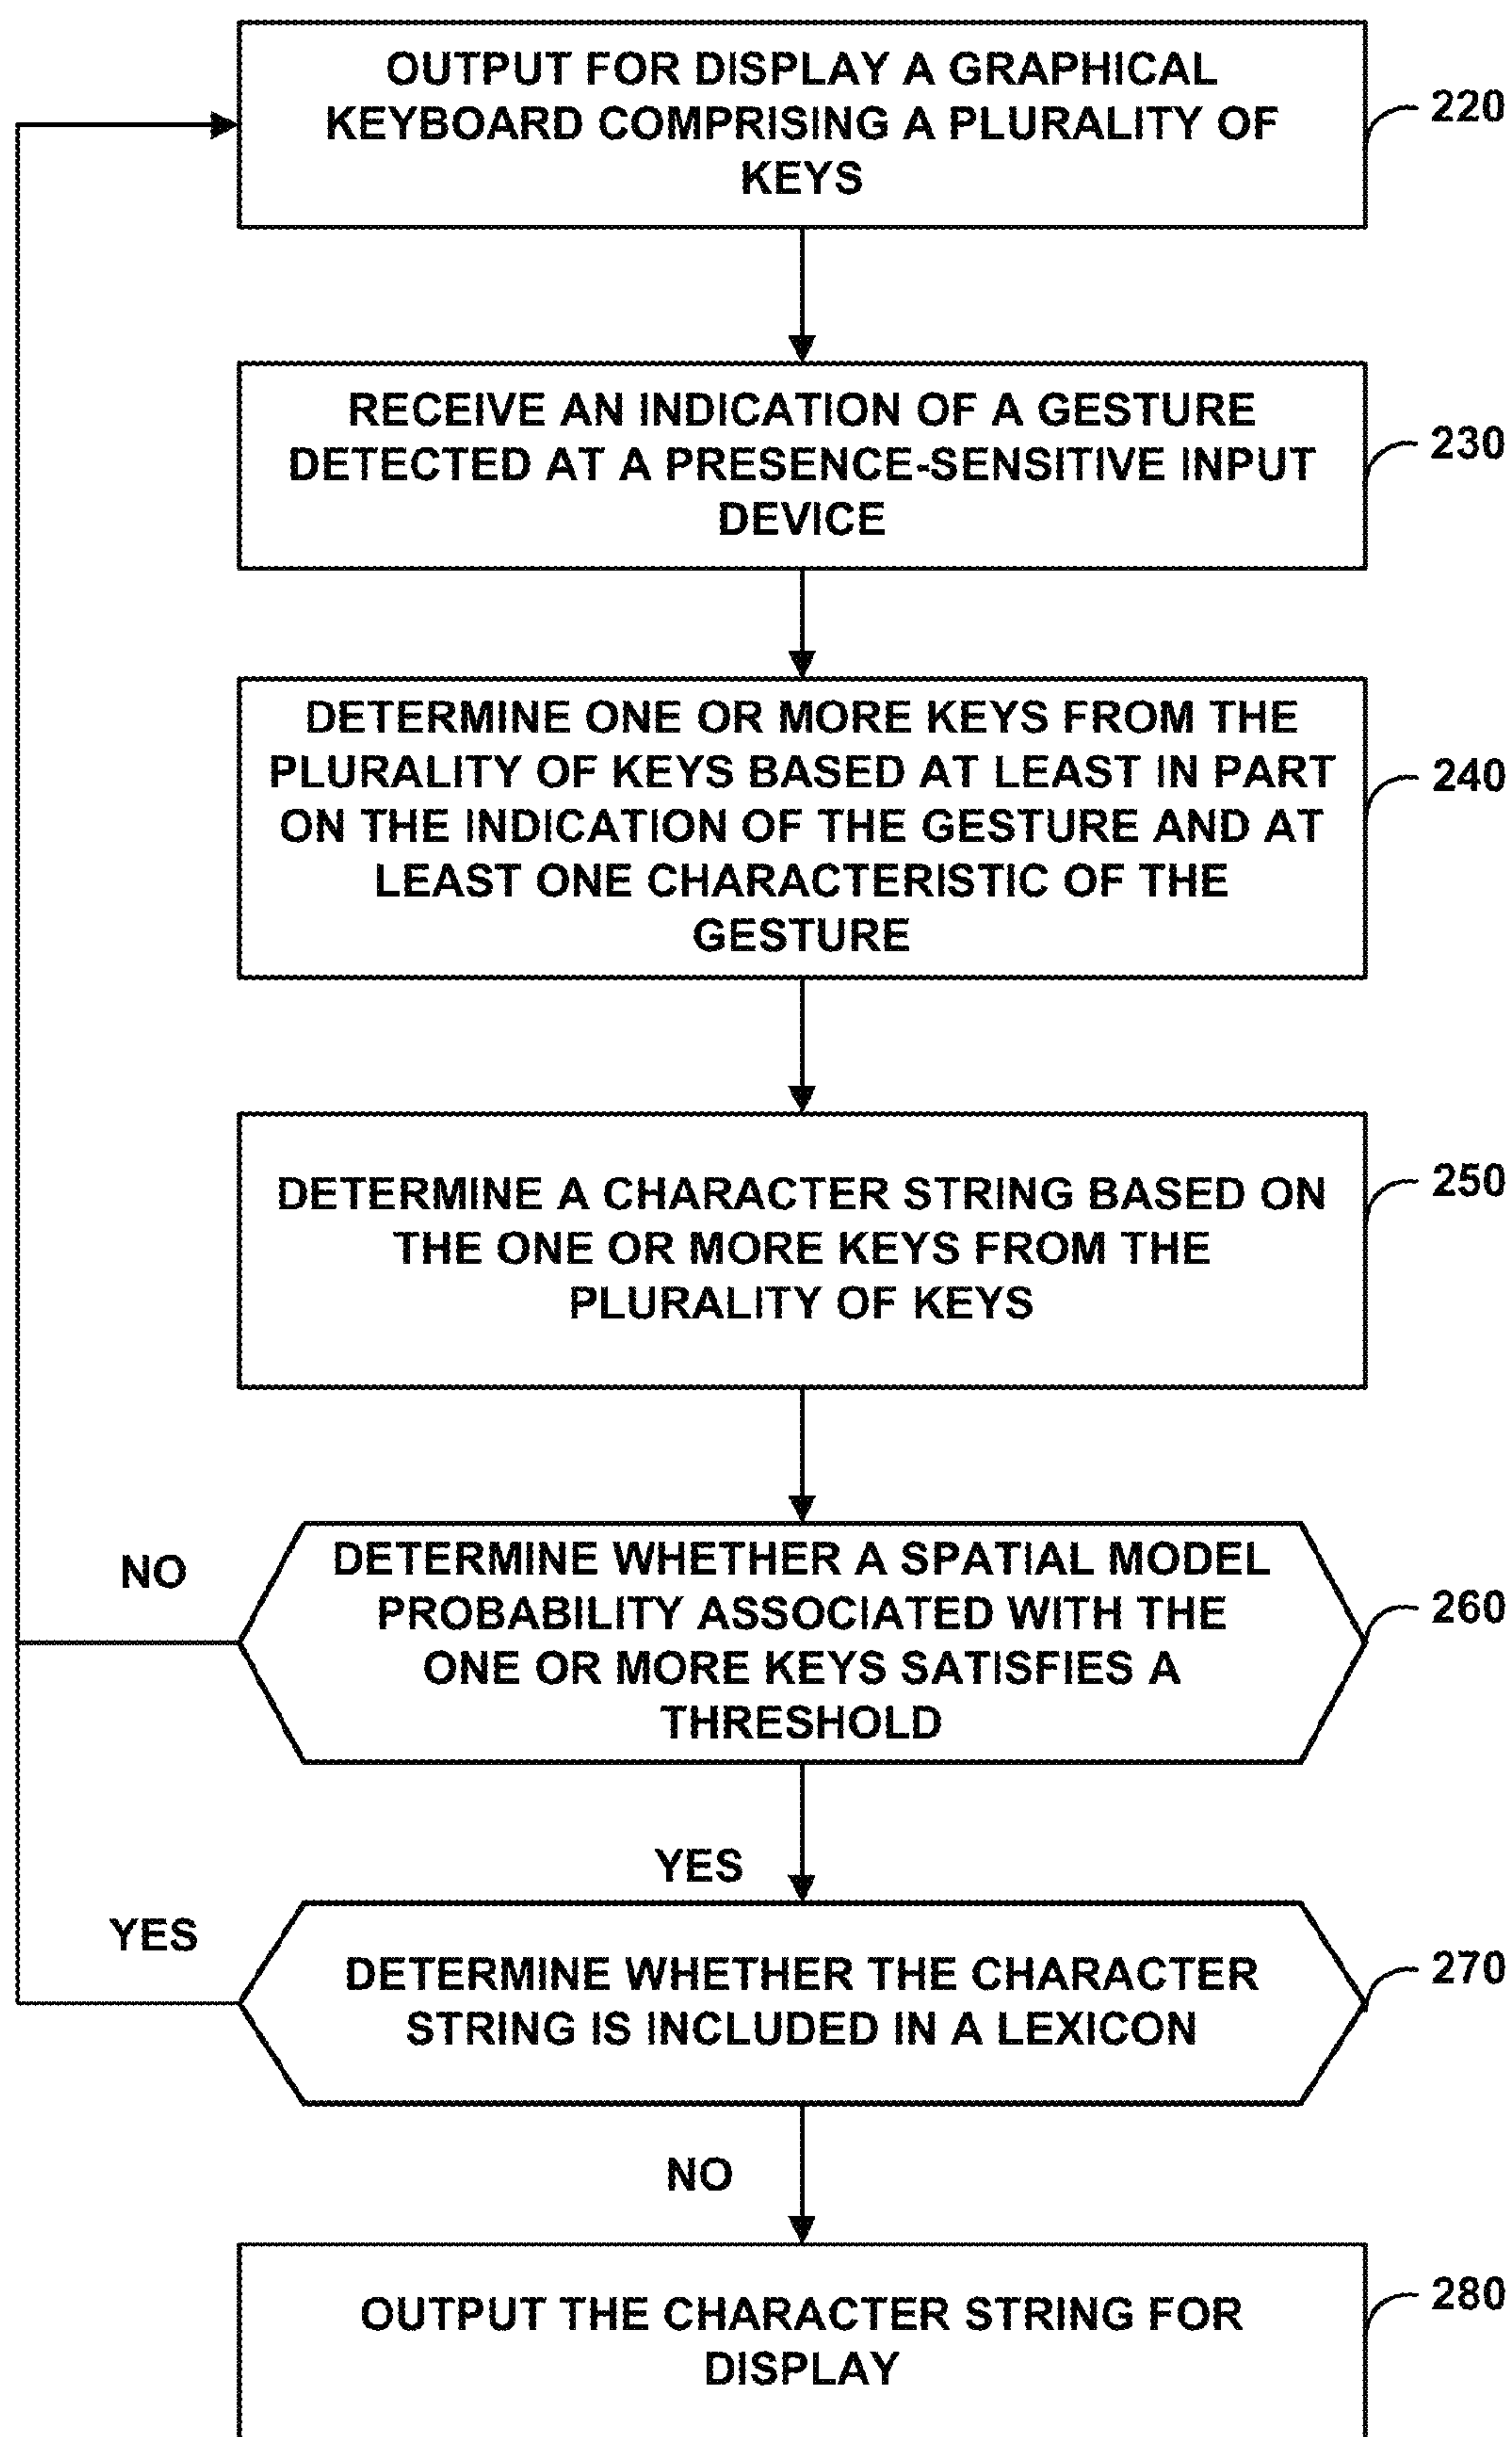 OUTPUT FOR DISPLAY A GRAPHICAL
KEYBOARD COMPRISING A PLURALITY OF
KEYS
220
RECEIVE AN INDICATION OF A GESTURE
DETECTED AT A PRESENCE-SENSITIVE INPUT
DEVICE
230
DETERMINE ONE OR MORE KEYS FROM THE
PLURALITY OF KEYS BASED AT LEAST IN PART
ON THE INDICATION OF THE GESTURE AND AT
LEAST ONE CHARACTERISTIC OF THE
GESTURE
240
DETERMINE A CHARACTER STRING BASED ON
THE ONE OR MORE KEYS FROM THE
PLURALITY OF KEYS
250
NO
DETERMINE WHETHER A SPATIAL MODEL
PROBABILITY ASSOCIATED WITH THE
ONE OR MORE KEYS SATISFIES A
THRESHOLD
260
YES
YES
DETERMINE WHETHER THE CHARACTER
STRING IS INCLUDED IN A LEXICON
270
NO
OUTPUT THE CHARACTER STRING FOR
DISPLAY
280